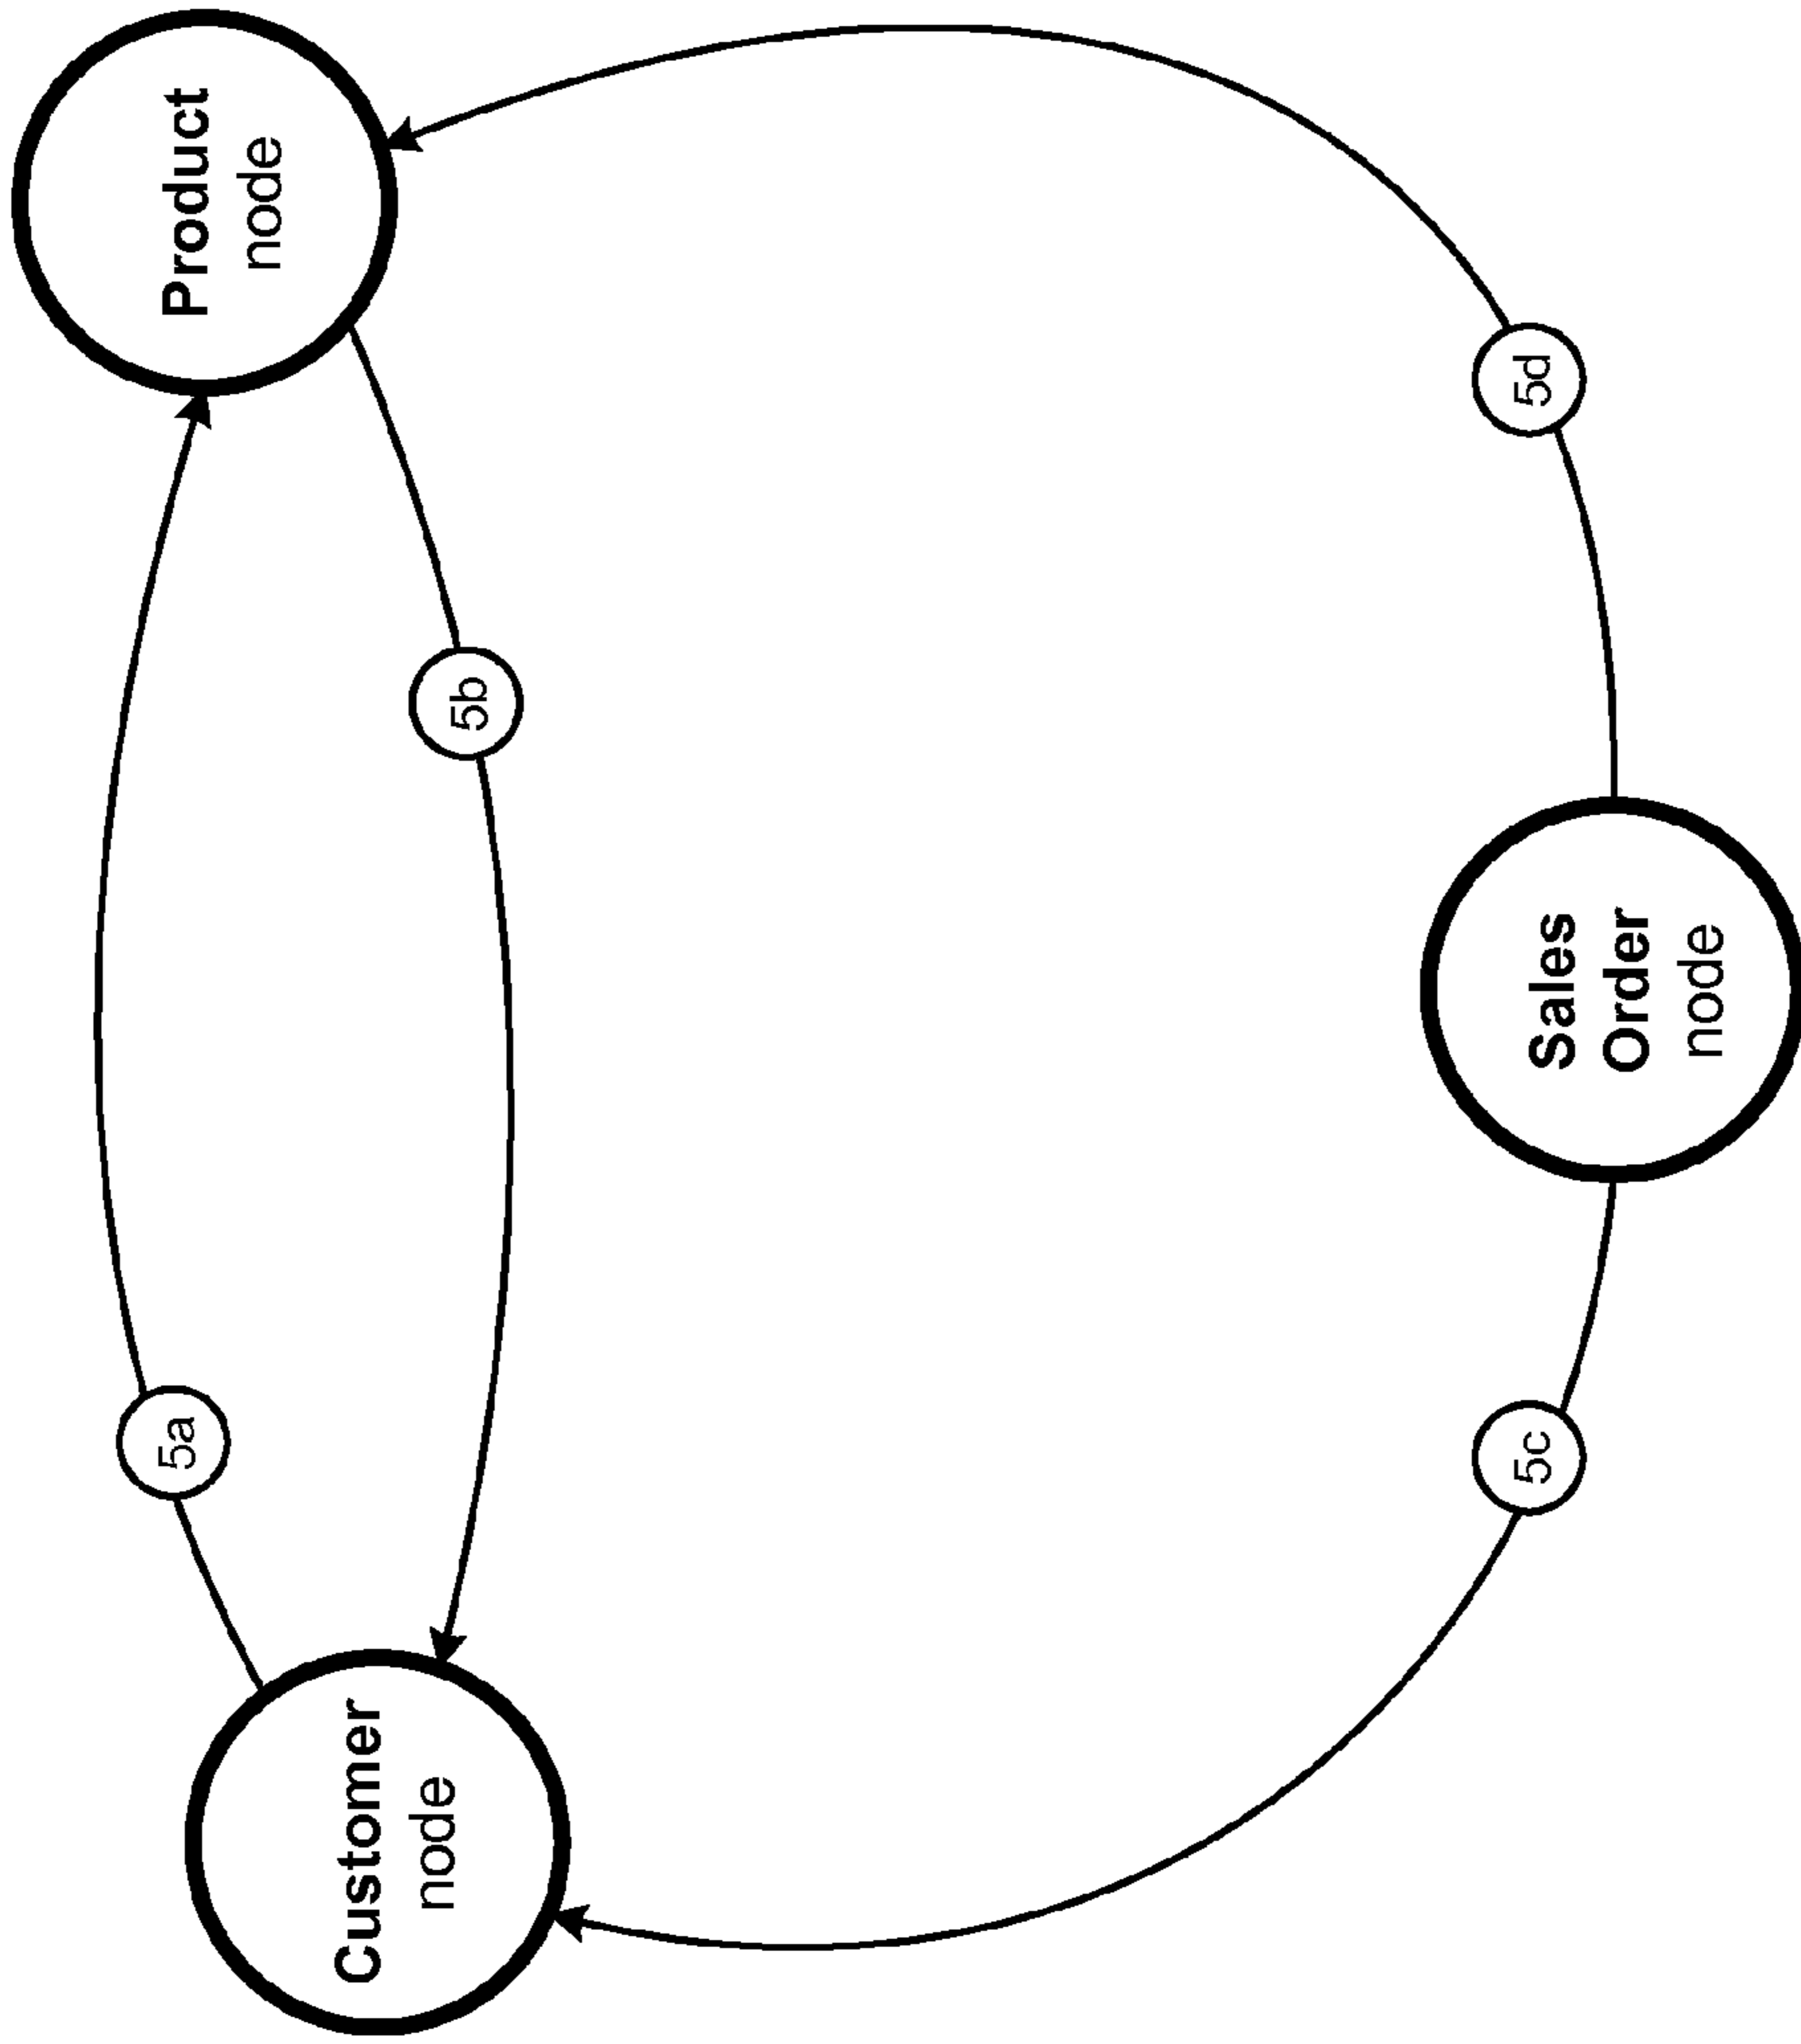 Customer
node
5a
5b
Product
node
5c
Sales
Order
node
5d